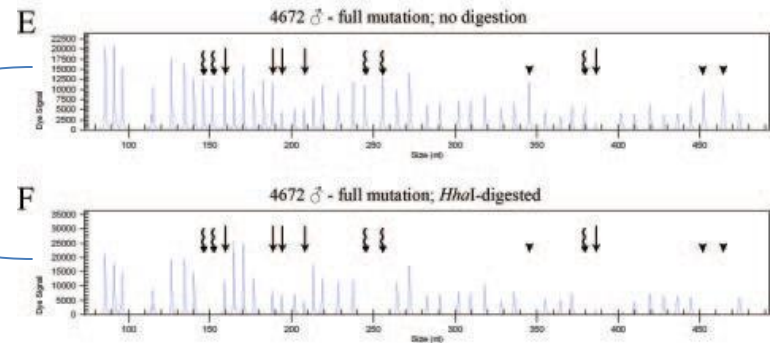 E
4672 ♂ - full mutation; no digestion
22500
20000
17500
15000
12500
10000
7500
5000
2500
0
Dye Signal
100 150 200 250 300 350 400 450
Size (nt)
F
4672 ♂ - full mutation; HhaI-digested
35000
30000
25000
20000
15000
10000
5000
0
Dye Signal
100 150 200 250 300 350 400 450
Size (nt)